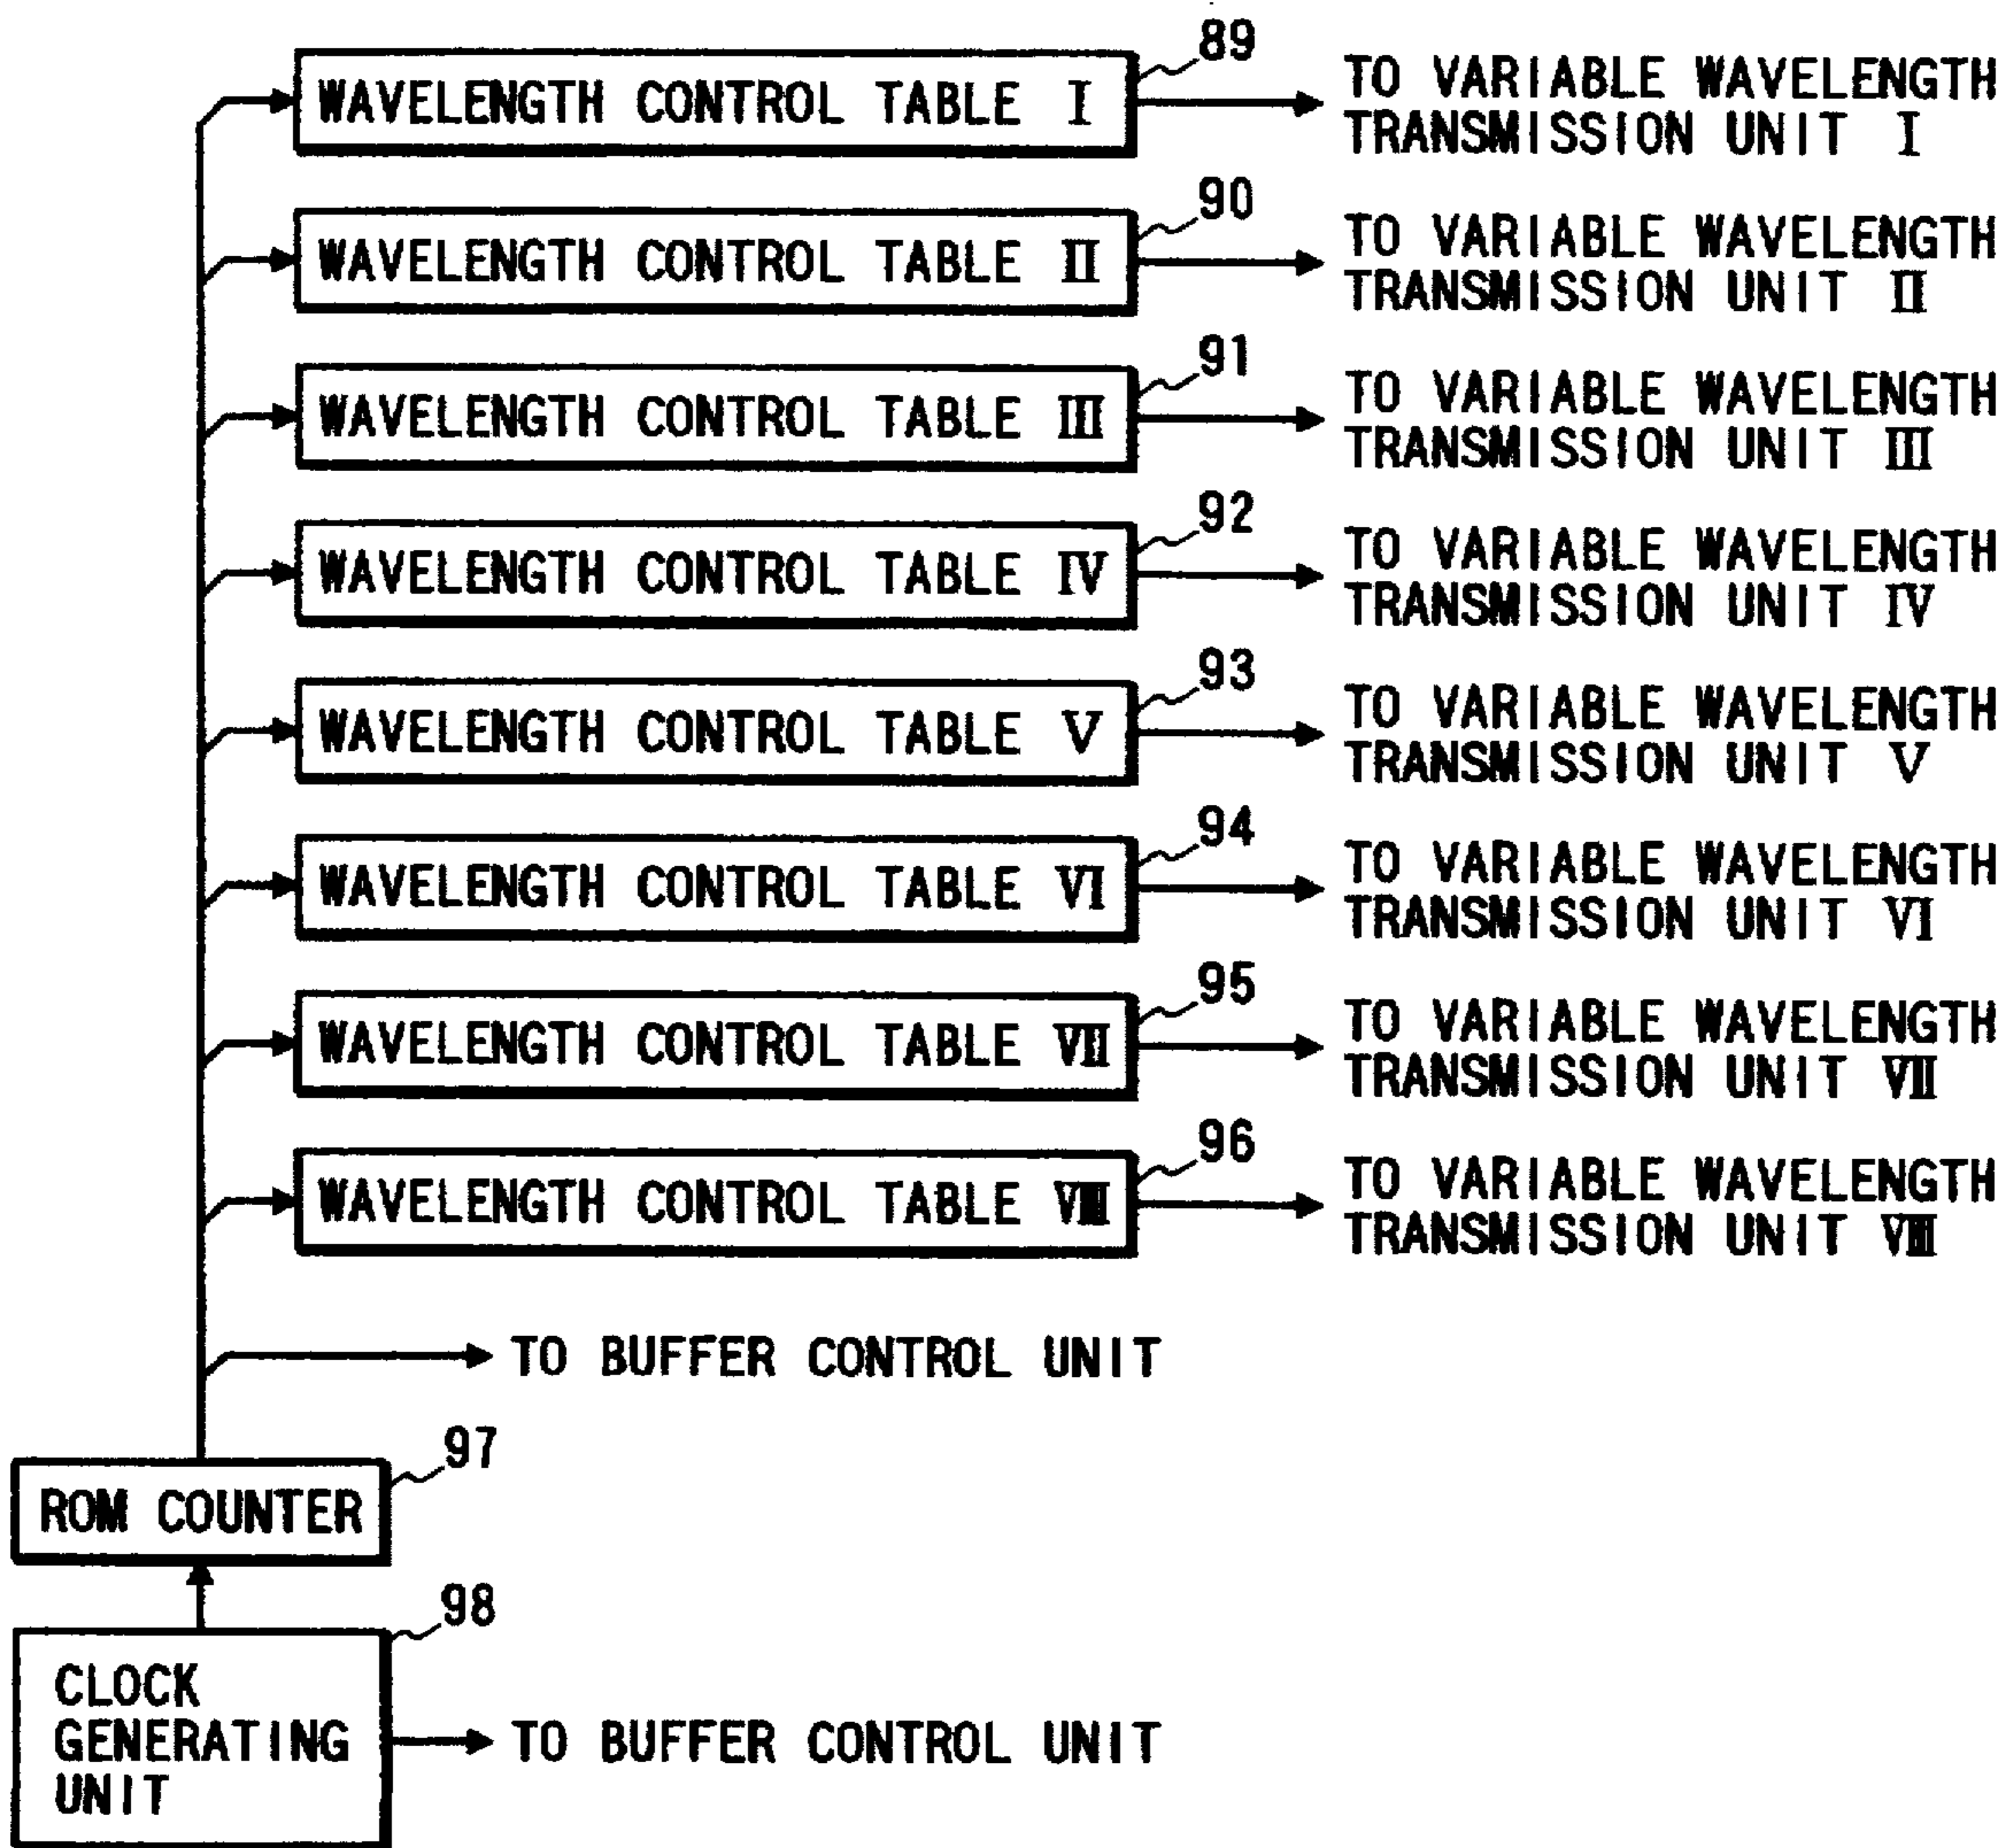 89
WAVELENGTH CONTROL TABLE I
TO VARIABLE WAVELENGTH
TRANSMISSION UNIT I
90
WAVELENGTH CONTROL TABLE II
TO VARIABLE WAVELENGTH
TRANSMISSION UNIT II
91
WAVELENGTH CONTROL TABLE III
TO VARIABLE WAVELENGTH
TRANSMISSION UNIT III
92
WAVELENGTH CONTROL TABLE IV
TO VARIABLE WAVELENGTH
TRANSMISSION UNIT IV
93
WAVELENGTH CONTROL TABLE V
TO VARIABLE WAVELENGTH
TRANSMISSION UNIT V
94
WAVELENGTH CONTROL TABLE VI
TO VARIABLE WAVELENGTH
TRANSMISSION UNIT VI
95
WAVELENGTH CONTROL TABLE VII
TO VARIABLE WAVELENGTH
TRANSMISSION UNIT VII
96
WAVELENGTH CONTROL TABLE VIII
TO VARIABLE WAVELENGTH
TRANSMISSION UNIT VIII
TO BUFFER CONTROL UNIT
97
ROM COUNTER
98
CLOCK
GENERATING
UNIT
TO BUFFER CONTROL UNIT